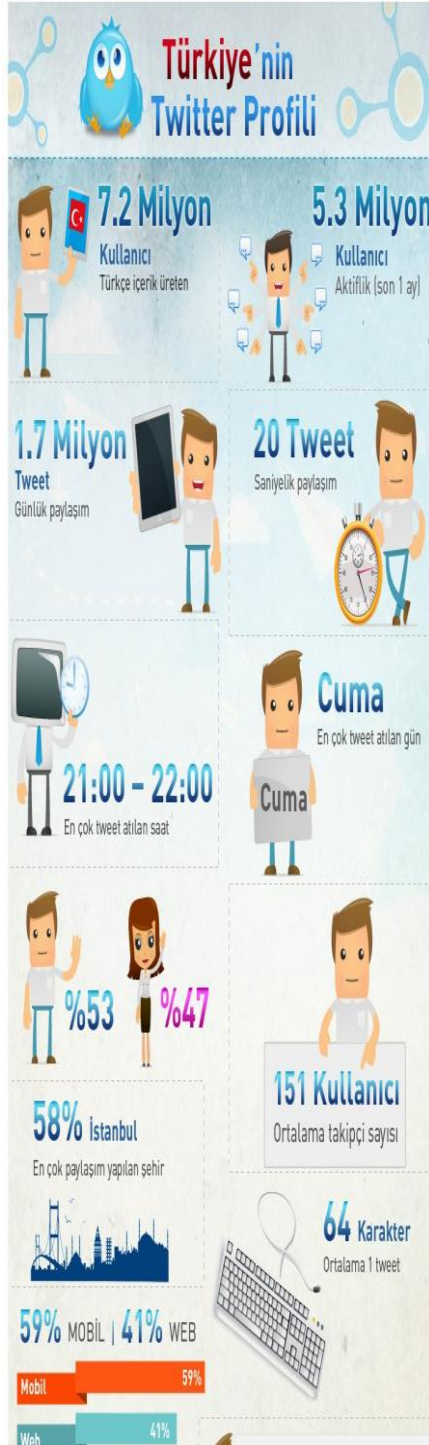 Türkiye'nin
Twitter Profili
7.2 Milyon
Kullanıcı
Türkçe içerik üreten
5.3 Milyon
Kullanıcı
Aktiflik (son 1 ay)
1.7 Milyon
Tweet
Günlük paylaşım
20 Tweet
Saniyelik paylaşım
21:00 – 22:00
En çok tweet atılan saat
Cuma
En çok tweet atılan gün
Cuma
%53
%47
151 Kullanıcı
Ortalama takipçi sayısı
58% İstanbul
En çok paylaşım yapılan şehir
64 Karakter
Ortalama 1 tweet
59% MOBİL | 41% WEB
Mobil 59%
Web 41%